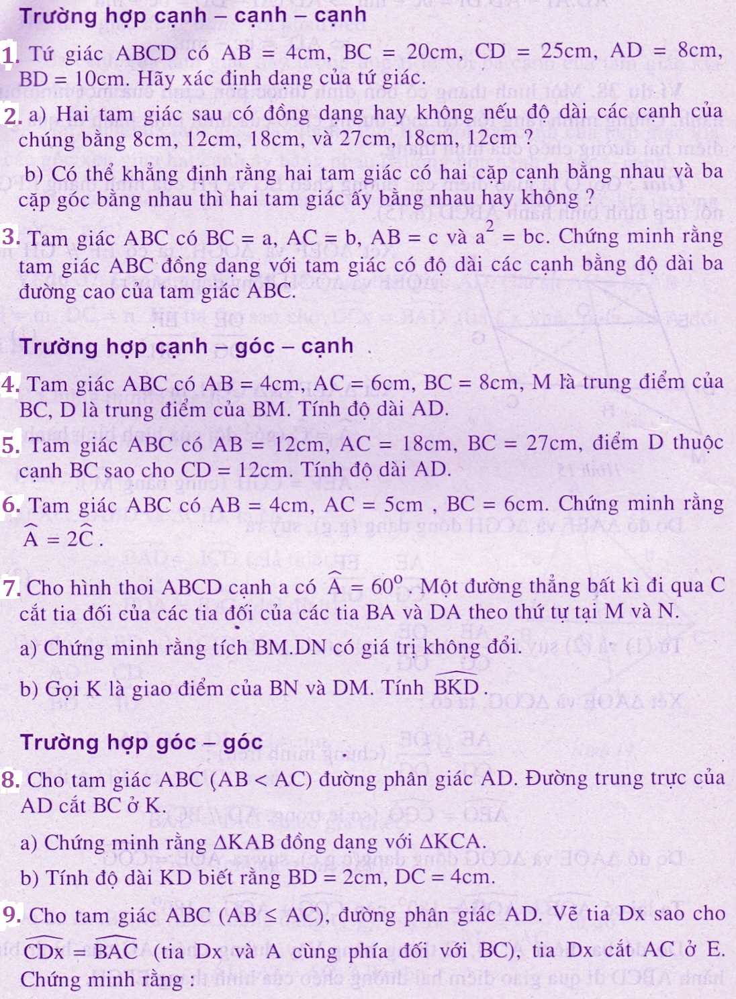 Trường hợp cạnh – cạnh – cạnh
1. Tứ giác ABCD có AB = 4cm, BC = 20cm, CD = 25cm, AD = 8cm,
BD = 10cm. Hãy xác định dạng của tứ giác.
2. a) Hai tam giác sau có đồng dạng hay không nếu độ dài các cạnh của
chúng bằng 8cm, 12cm, 18cm, và 27cm, 18cm, 12cm ?
b) Có thể khẳng định rằng hai tam giác có hai cặp cạnh bằng nhau và ba
cặp góc bằng nhau thì hai tam giác ấy bằng nhau hay không ?
3. Tam giác ABC có BC = a, AC = b, AB = c và a² = bc. Chứng minh rằng
tam giác ABC đồng dạng với tam giác có độ dài các cạnh bằng độ dài ba
đường cao của tam giác ABC.
Trường hợp cạnh – góc – cạnh
4. Tam giác ABC có AB = 4cm, AC = 6cm, BC = 8cm, M là trung điểm của
BC, D là trung điểm của BM. Tính độ dài AD.
5. Tam giác ABC có AB = 12cm, AC = 18cm, BC = 27cm, điểm D thuộc
cạnh BC sao cho CD = 12cm. Tính độ dài AD.
6. Tam giác ABC có AB = 4cm, AC = 5cm , BC = 6cm. Chứng minh rằng
Â = 2Ĉ.
7. Cho hình thoi ABCD cạnh a có Â = 60°. Một đường thẳng bất kì đi qua C
cắt tia đối của các tia đối của các tia BA và DA theo thứ tự tại M và N.
a) Chứng minh rằng tích BM.DN có giá trị không đổi.
b) Gọi K là giao điểm của BN và DM. Tính BKD.
Trường hợp góc – góc
8. Cho tam giác ABC (AB < AC) đường phân giác AD. Đường trung trực của
AD cắt BC ở K.
a) Chứng minh rằng ΔKAB đồng dạng với ΔKCA.
b) Tính độ dài KD biết rằng BD = 2cm, DC = 4cm.
9. Cho tam giác ABC (AB ≤ AC), đường phân giác AD. Vẽ tia Dx sao cho
CDx = BAC (tia Dx và A cùng phía đối với BC), tia Dx cắt AC ở E.
Chứng minh rằng :